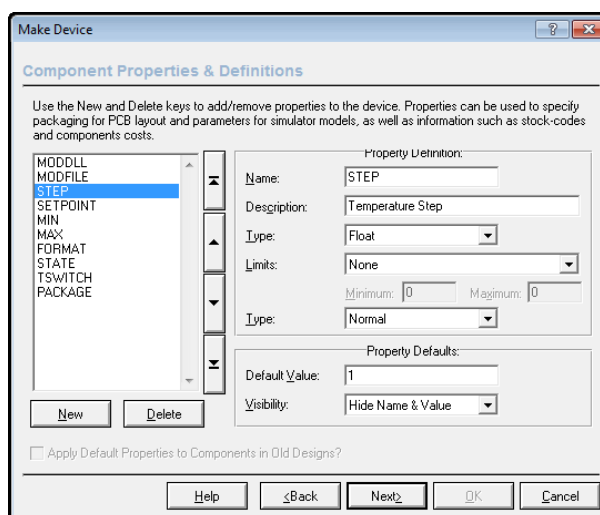 Make Device
Component Properties & Definitions
Use the New and Delete keys to add/remove properties to the device. Properties can be used to specify
packaging for PCB layout and parameters for simulator models, as well as information such as stock-codes
and components costs.
MODDLL
MODFILE
STEP
SETPOINT
MIN
MAX
FORMAT
STATE
TSWITCH
PACKAGE
New Delete
Property Definition:
Name: STEP
Description: Temperature Step
Type: Float
Limits: None
Minimum: 0 Maximum: 0
Type: Normal
Property Defaults:
Default Value: 1
Visibility: Hide Name & Value
Apply Default Properties to Components in Old Designs?
Help <Back Next> OK Cancel